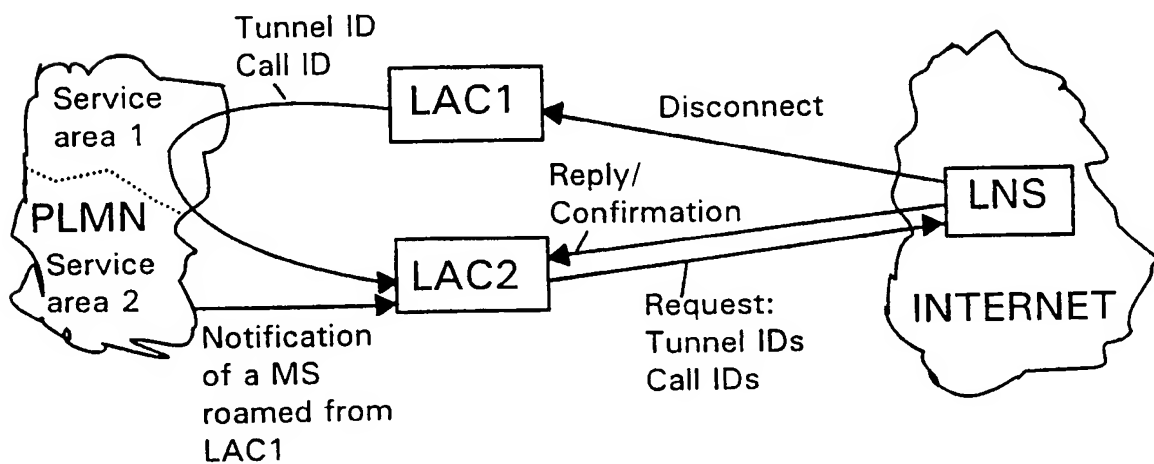 Tunnel ID
Call ID
Service
area 1
LAC1
Disconnect
Reply/
Confirmation
LNS
PLMN
Service
area 2
LAC2
INTERNET
Request:
Tunnel IDs
Call IDs
Notification
of a MS
roamed from
LAC1